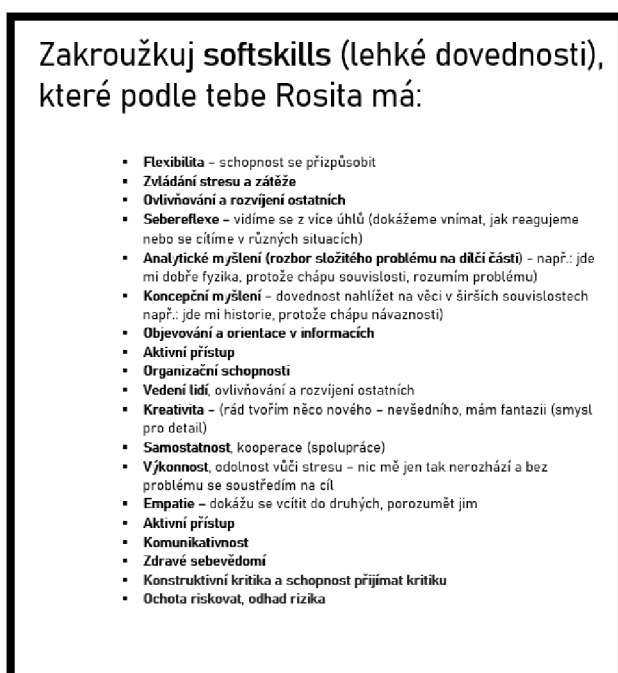 Zakroužkuj softskills (lehké dovednosti),
které podle tebe Rosita má:
▪ Flexibilita – schopnost se přizpůsobit
▪ Zvládání stresu a zátěže
▪ Ovlivňování a rozvíjení ostatních
▪ Sebereflexe – vidíme se z více úhlů (dokážeme vnímat, jak reagujeme
nebo se cítíme v různých situacích)
▪ Analytické myšlení (rozbor složitého problému na dílčí části) – např.: jde
mi dobře fyzika, protože chápu souvislosti, rozumím problému)
▪ Koncepční myšlení – dovednost nahlížet na věci v širších souvislostech
např.: jde mi historie, protože chápu návaznosti)
▪ Objevování a orientace v informacích
▪ Aktivní přístup
▪ Organizační schopnosti
▪ Vedení lidí, ovlivňování a rozvíjení ostatních
▪ Kreativita – (rád tvořím něco nového – nevšedního, mám fantazii (smysl
pro detail)
▪ Samostatnost, kooperace (spolupráce)
▪ Výkonnost, odolnost vůči stresu – nic mě jen tak nerozhází a bez
problému se soustředím na cíl
▪ Empatie – dokážu se vcítit do druhých, porozumět jim
▪ Aktivní přístup
▪ Komunikativnost
▪ Zdravé sebevědomí
▪ Konstruktivní kritika a schopnost přijímat kritiku
▪ Ochota riskovat, odhad rizika